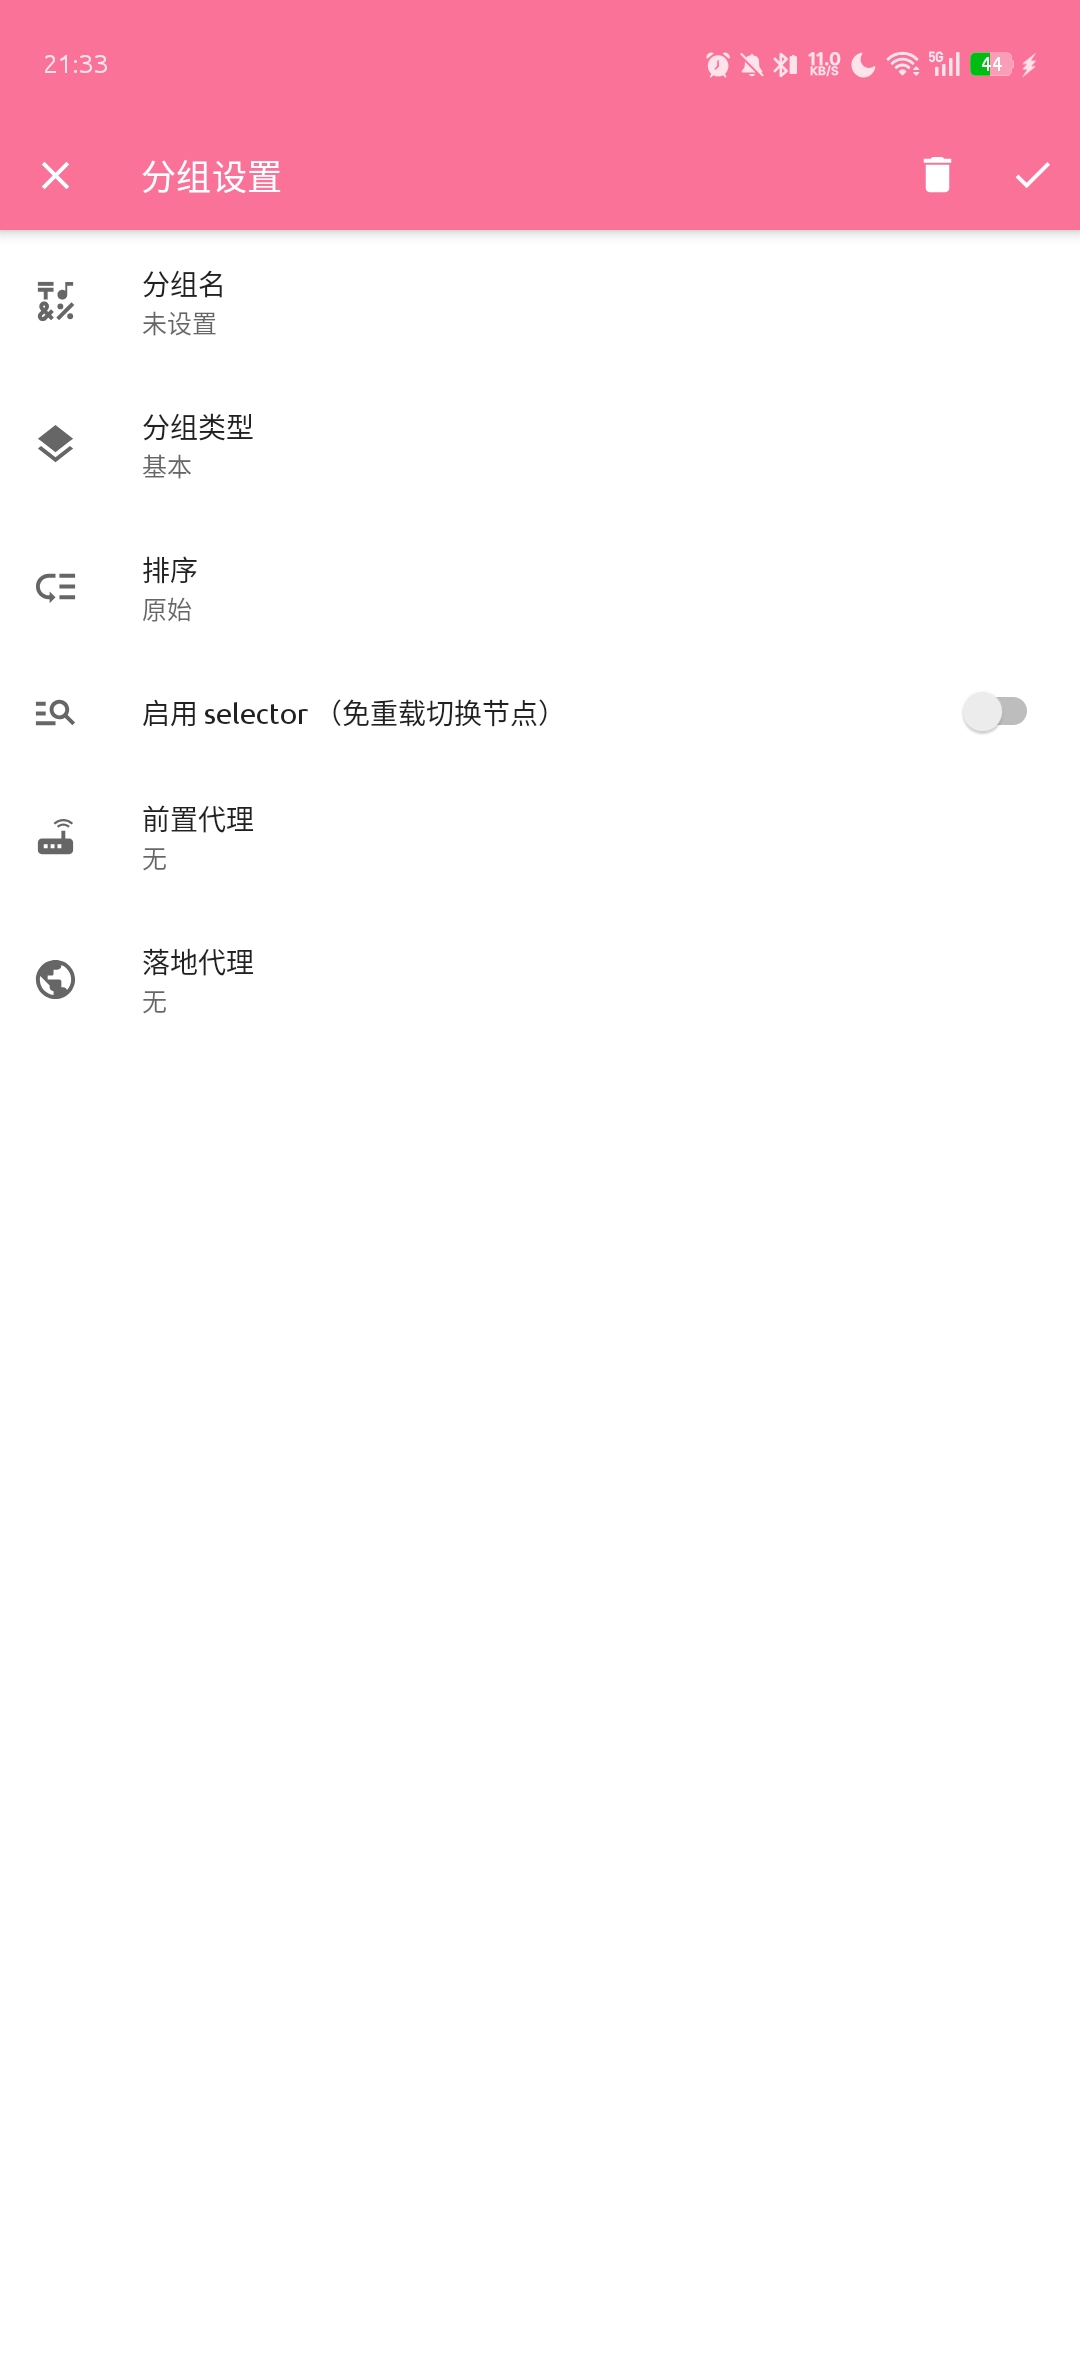 21:33
11.0
KB/S
5G
44
分组设置
分组名
未设置
分组类型
基本
排序
原始
启用 selector （免重载切换节点）
前置代理
无
落地代理
无